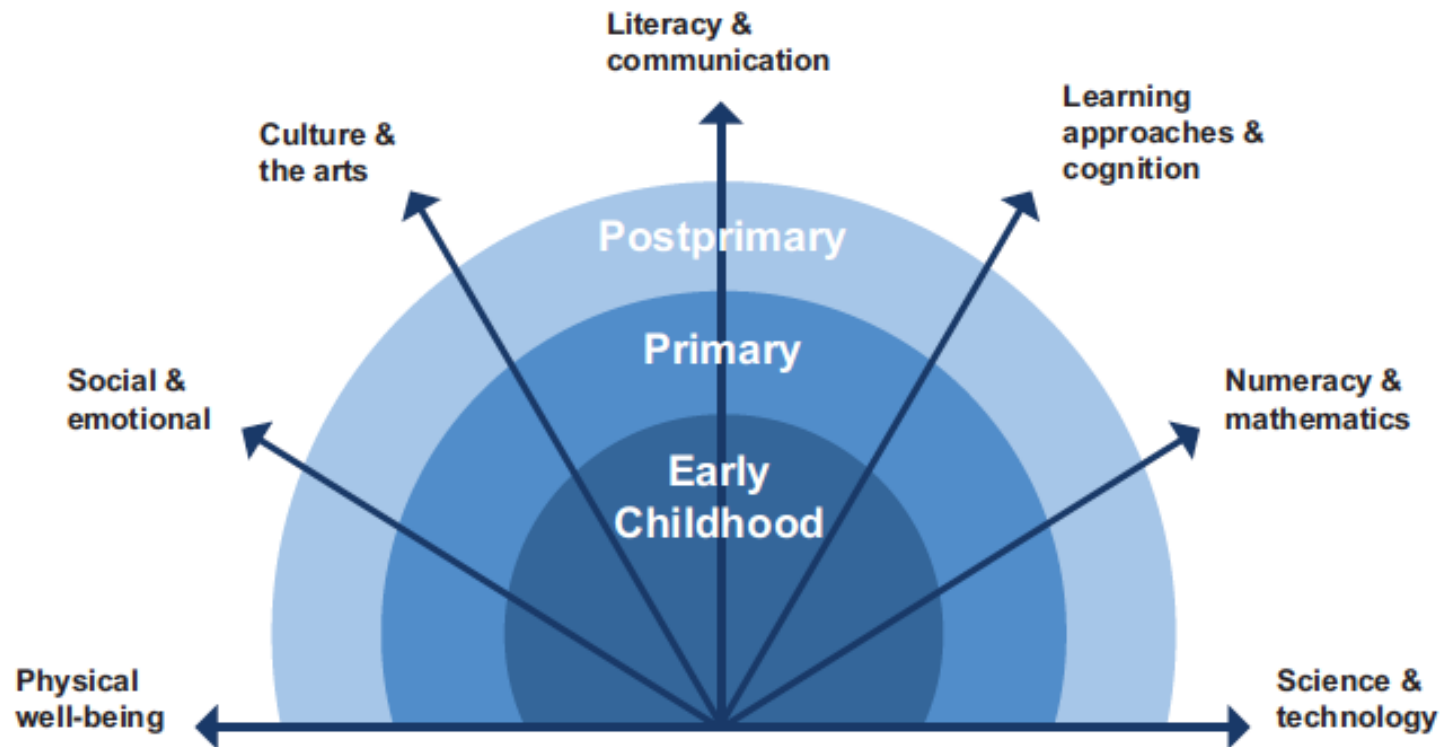 Literacy &
communication
Learning
approaches &
cognition
Culture &
the arts
Postprimary
Primary
Social &
emotional
Numeracy &
mathematics
Early
Childhood
Physical
well-being
Science &
technology